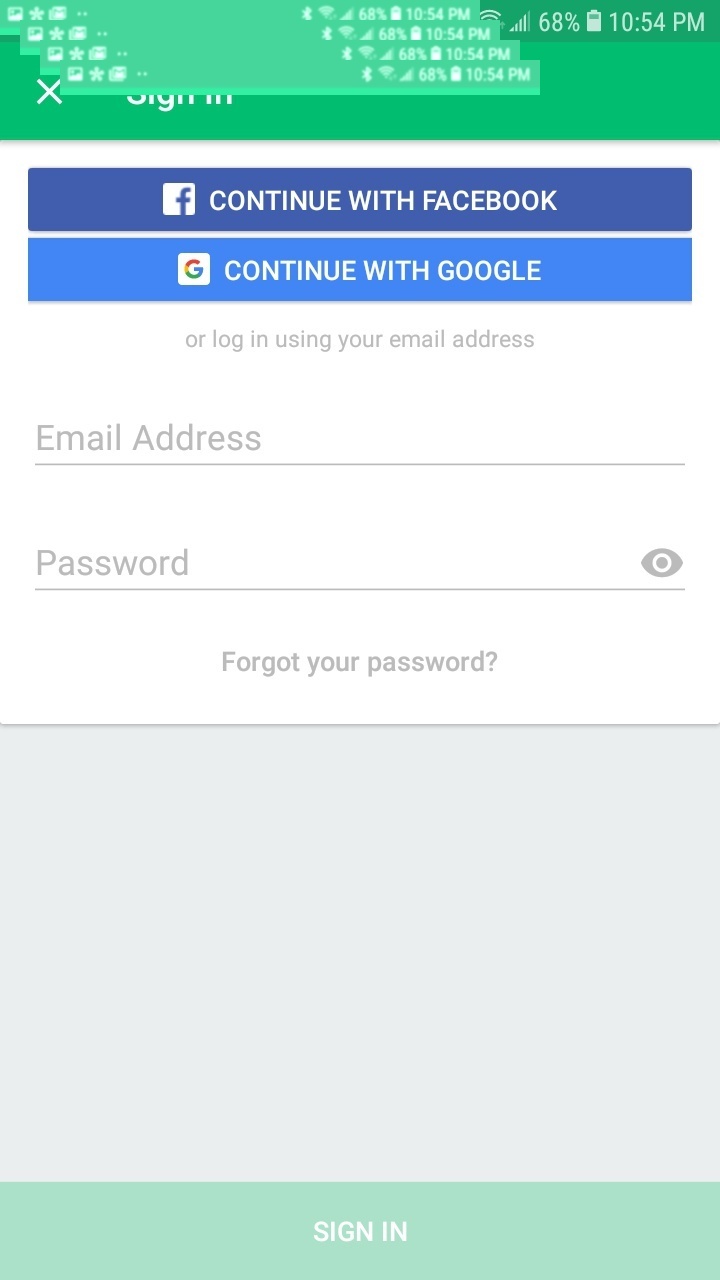 68% 10:54 PM
68% 10:54 PM
68% 10:54 PM
68% 10:54 PM
68% 10:54 PM
Sign In
CONTINUE WITH FACEBOOK
CONTINUE WITH GOOGLE
or log in using your email address
Email Address
Password
Forgot your password?
SIGN IN